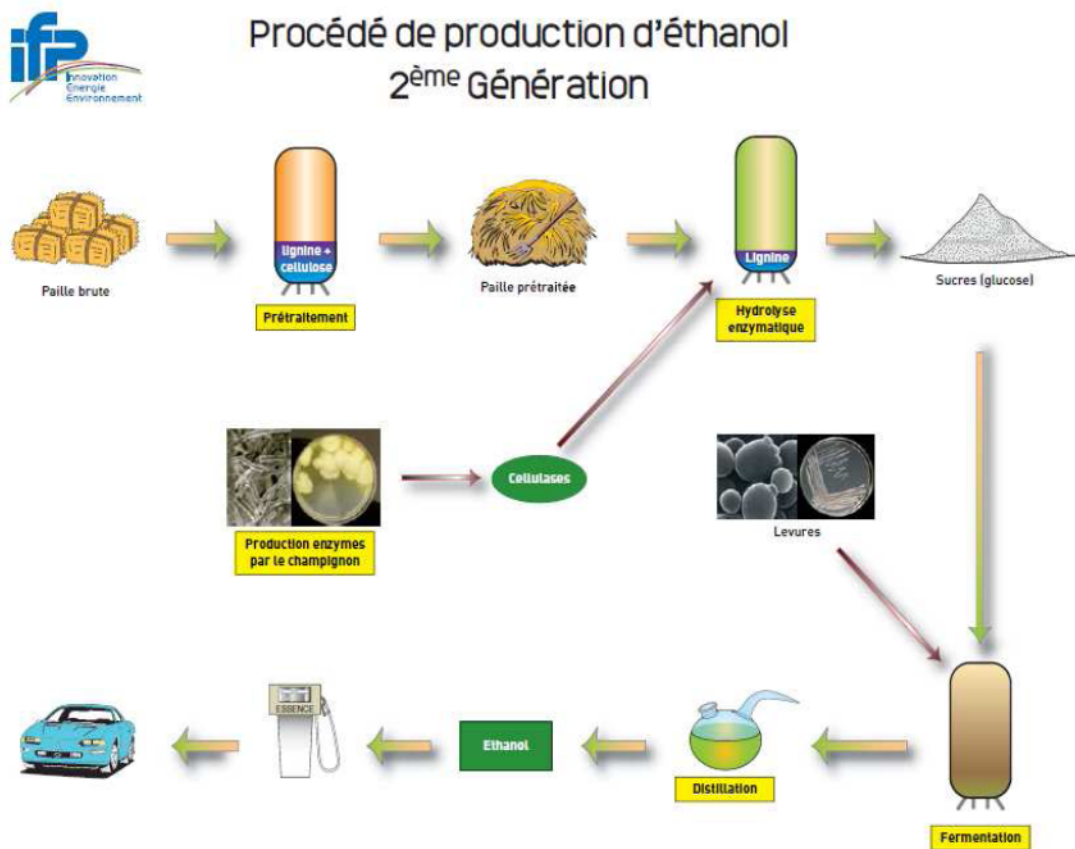 Procédé de production d'éthanol
2ème Génération
ifp
Innovation
Energie
Environnement
Paille brute
lignine +
cellulose
Prétraitement
Paille prétraitée
Lignine
Hydrolyse
enzymatique
Sucres (glucose)
Production enzymes
par le champignon
Cellulases
Levures
ESSENCE
Ethanol
Distillation
Fermentation